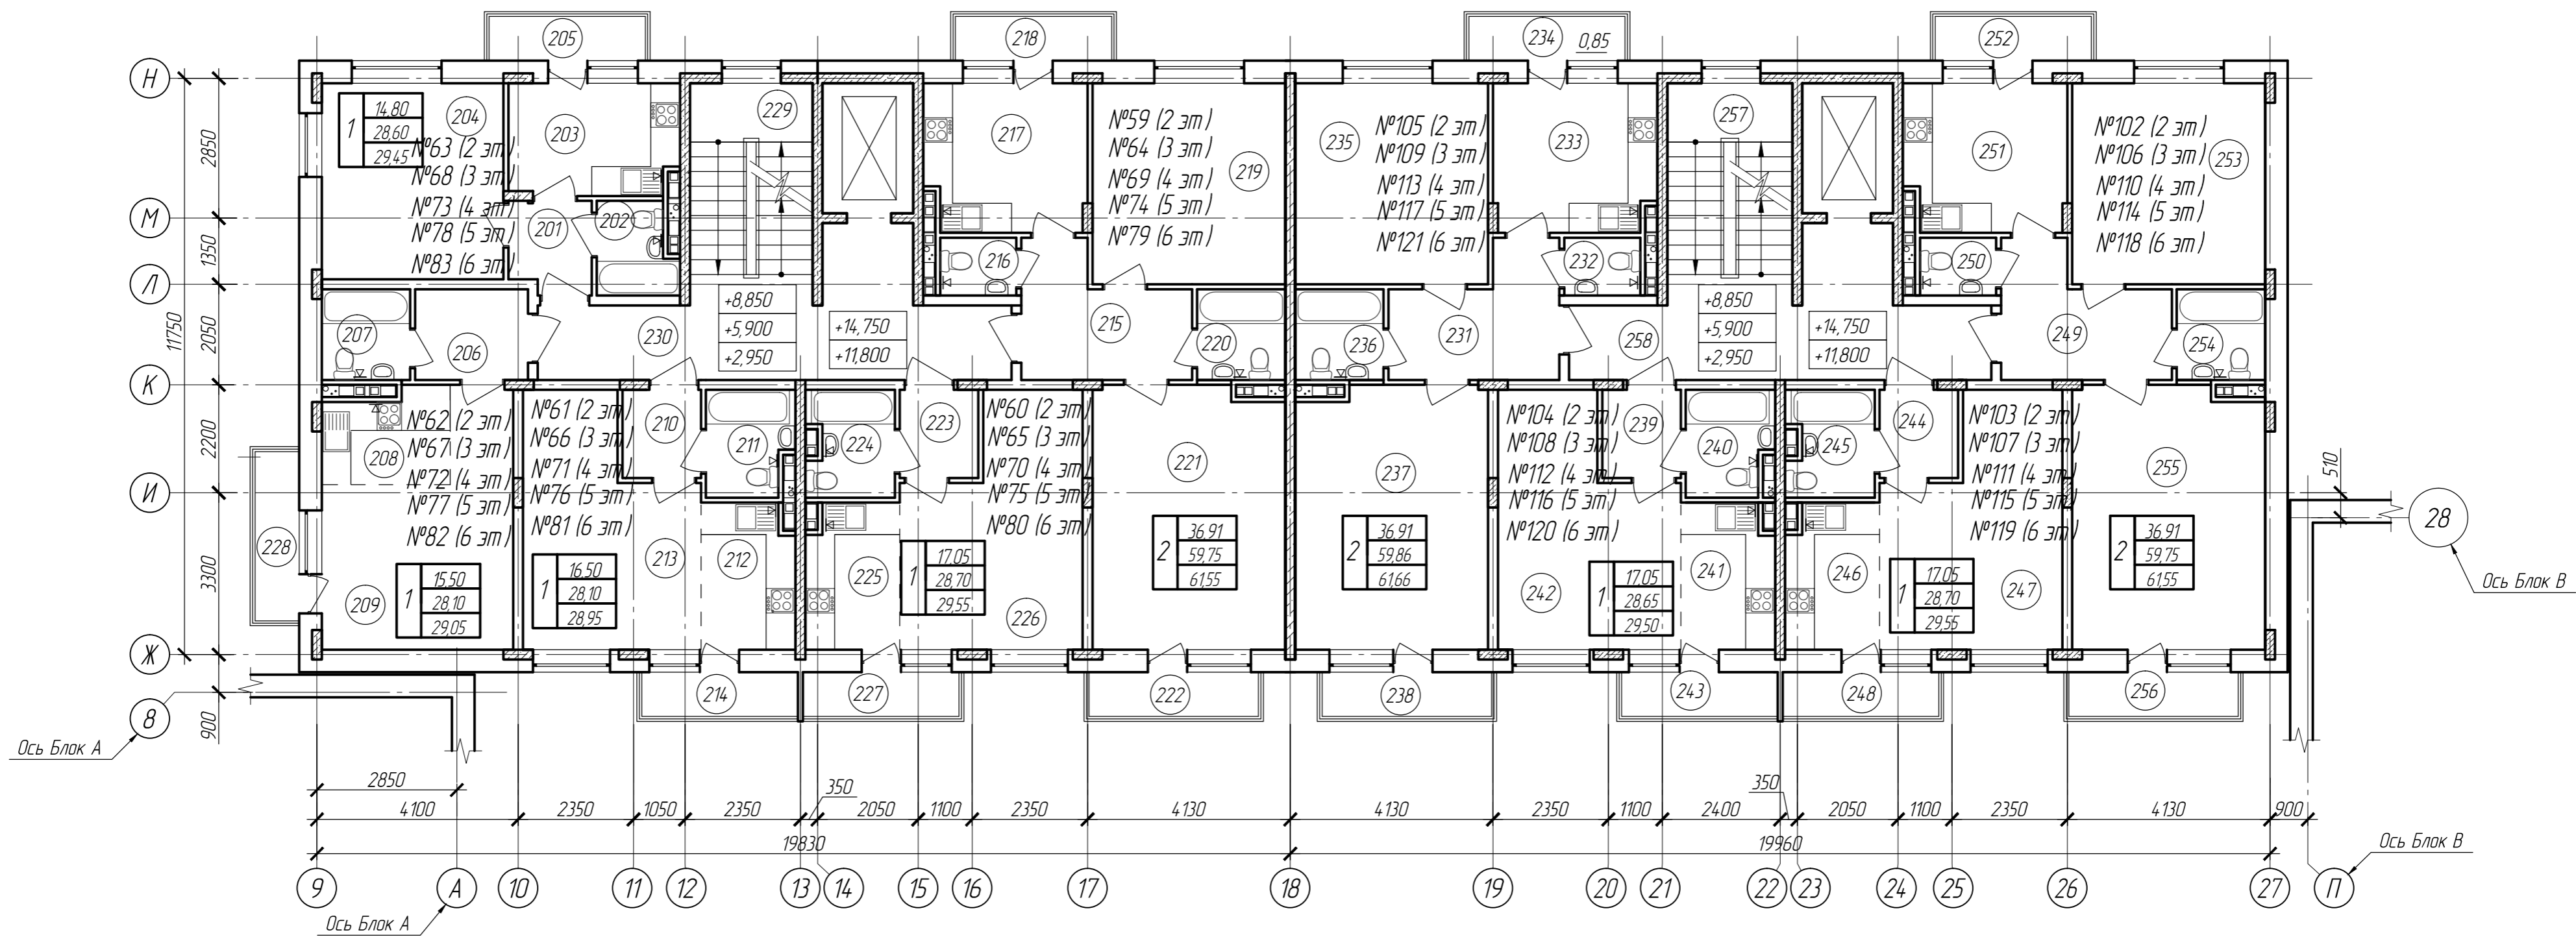 205
218
234
0,85
252
Н
14,80
1
28,60
29,45
204
203
229
217
№59 (2 эт)
№64 (3 эт)
№69 (4 эт)
№74 (5 эт)
№79 (6 эт)
219
235
№105 (2 эт)
№109 (3 эт)
№113 (4 эт)
№117 (5 эт)
№121 (6 эт)
233
257
251
№102 (2 эт)
№106 (3 эт)
№110 (4 эт)
№114 (5 эт)
№118 (6 эт)
253
№63 (2 эт)
№68 (3 эт)
№73 (4 эт)
№78 (5 эт)
№83 (6 эт)
2850
М
201
202
1350
Л
216
232
250
11750
2050
207
206
230
+8,850
+5,900
+2,950
+14,750
+11,800
215
220
236
231
258
+8,850
+5,900
+2,950
+14,750
+11,800
249
254
К
2200
208
№62 (2 эт)
№67 (3 эт)
№72 (4 эт)
№77 (5 эт)
№82 (6 эт)
№61 (2 эт)
№66 (3 эт)
№71 (4 эт)
№76 (5 эт)
№81 (6 эт)
210
211
224
223
№60 (2 эт)
№65 (3 эт)
№70 (4 эт)
№75 (5 эт)
№80 (6 эт)
221
237
№104 (2 эт)
№108 (3 эт)
№112 (4 эт)
№116 (5 эт)
№120 (6 эт)
239
240
245
244
№103 (2 эт)
№107 (3 эт)
№111 (4 эт)
№115 (5 эт)
№119 (6 эт)
255
510
И
28
Ось Блок В
3300
228
209
15,50
1
28,10
29,05
16,50
1
28,10
28,95
213
212
225
17,05
1
28,70
29,55
226
36,91
2
59,75
61,55
36,91
2
59,86
61,66
242
17,05
1
28,65
29,50
241
246
17,05
1
28,70
29,55
247
36,91
2
59,75
61,55
Ж
8
900
Ось Блок А
214
227
222
238
243
248
256
2850
350
350
4100
2350
1050
2350
2050
1100
2350
4130
4130
2350
1100
2400
2050
1100
2350
4130
900
19830
19960
Ось Блок В
9
А
10
11
12
13
14
15
16
17
18
19
20
21
22
23
24
25
26
27
П
Ось Блок А